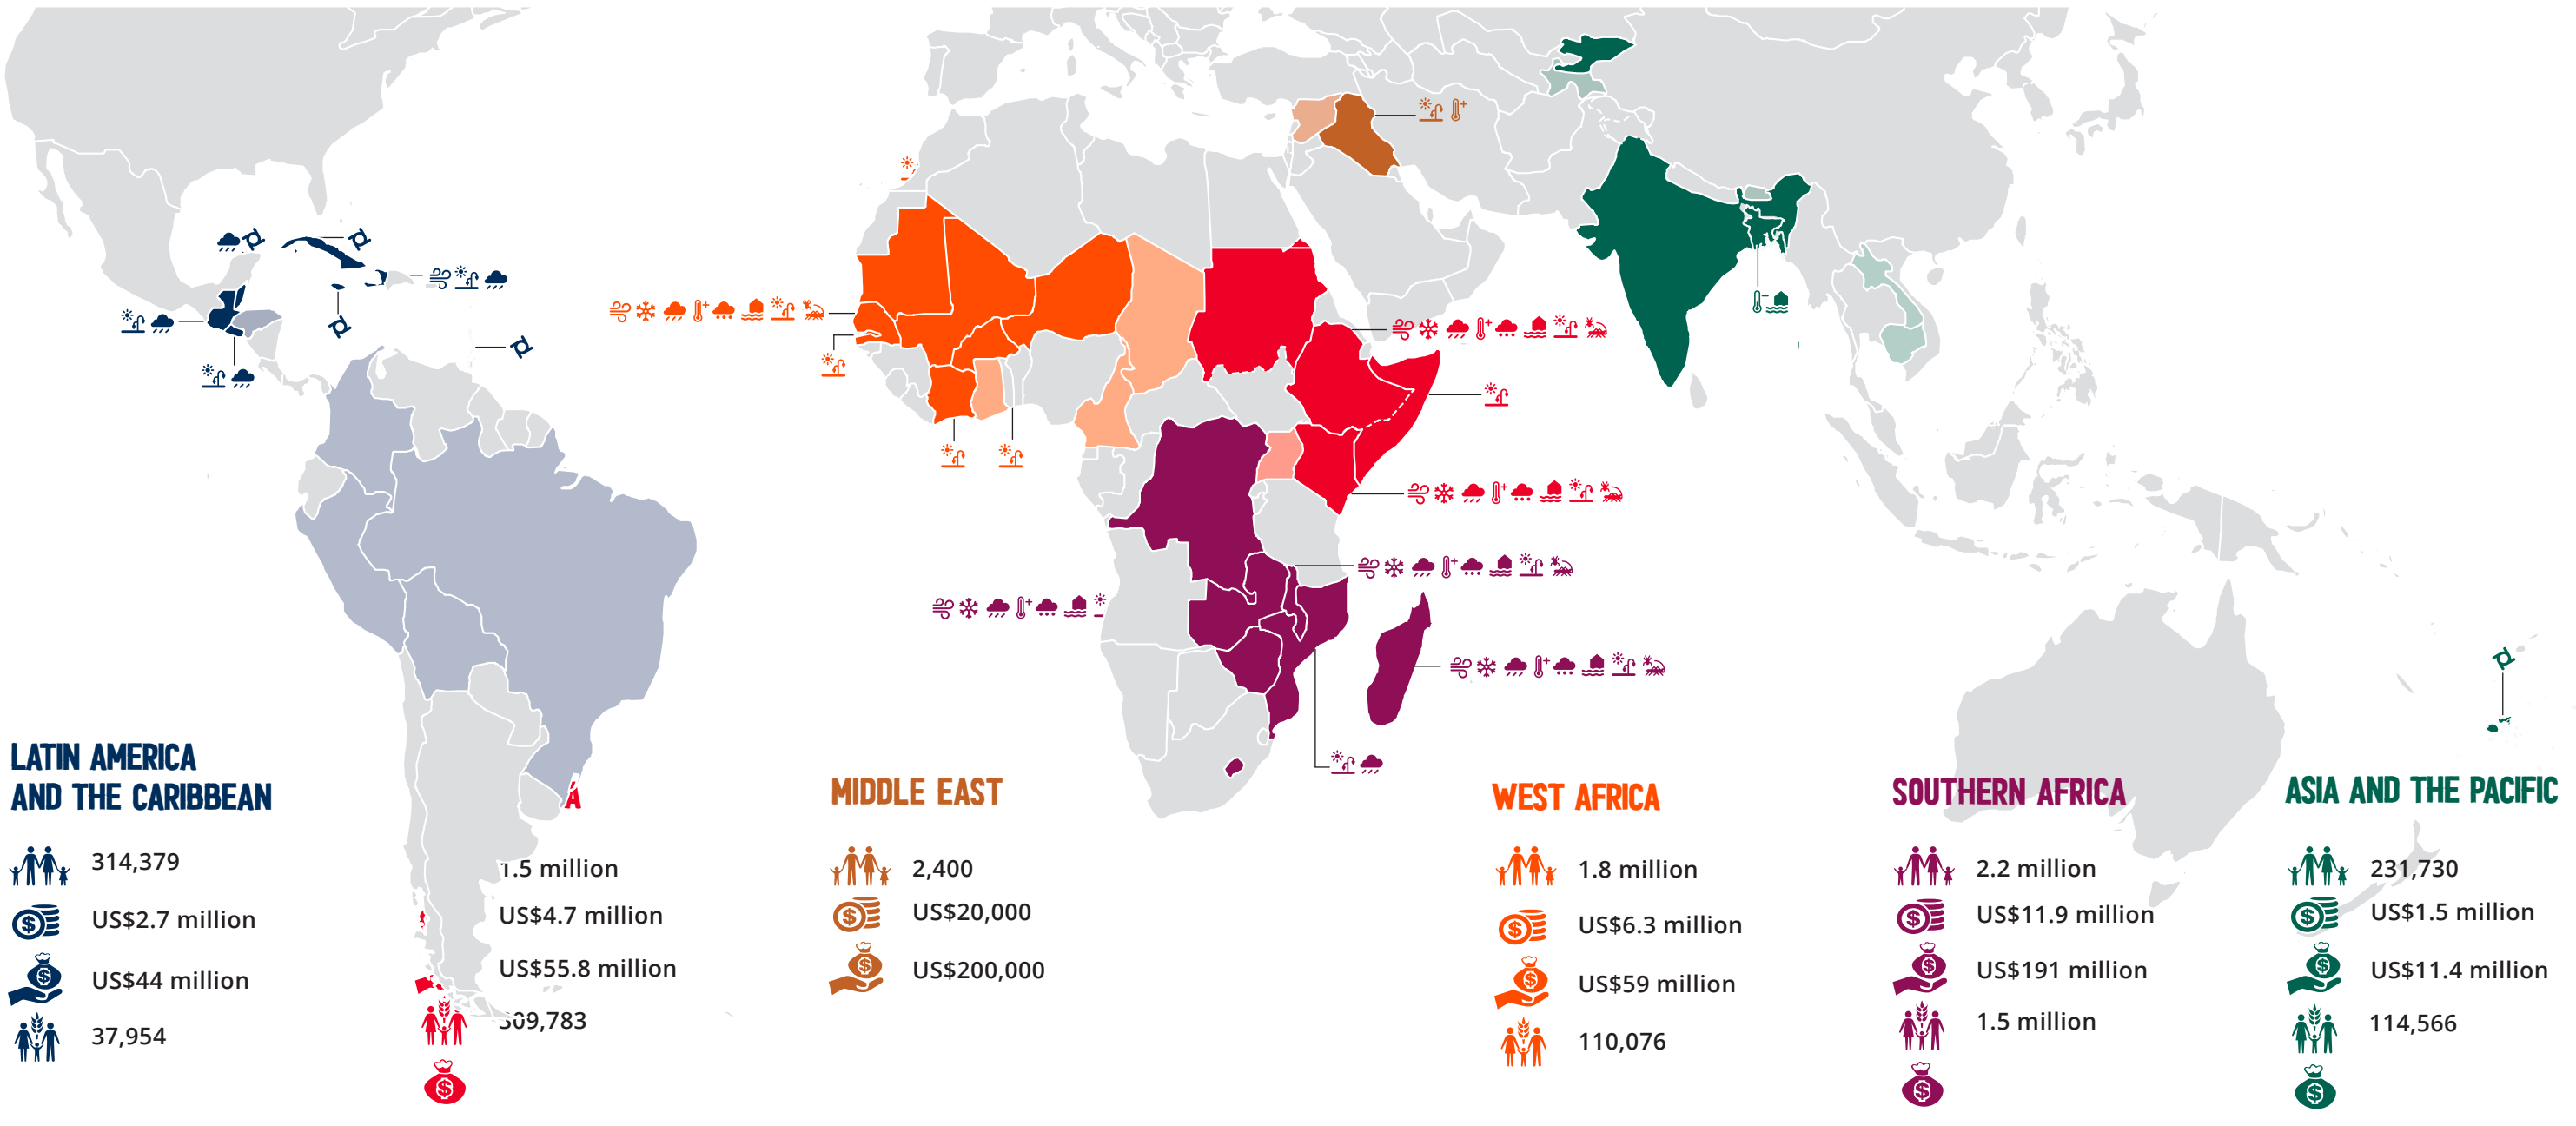 LATIN AMERICA
AND THE CARIBBEAN
314,379
US$2.7 million
US$44 million
37,954
A
1.5 million
US$4.7 million
US$55.8 million
309,783
MIDDLE EAST
2,400
US$20,000
US$200,000
WEST AFRICA
1.8 million
US$6.3 million
US$59 million
110,076
SOUTHERN AFRICA
2.2 million
US$11.9 million
US$191 million
1.5 million
ASIA AND THE PACIFIC
231,730
US$1.5 million
US$11.4 million
114,566